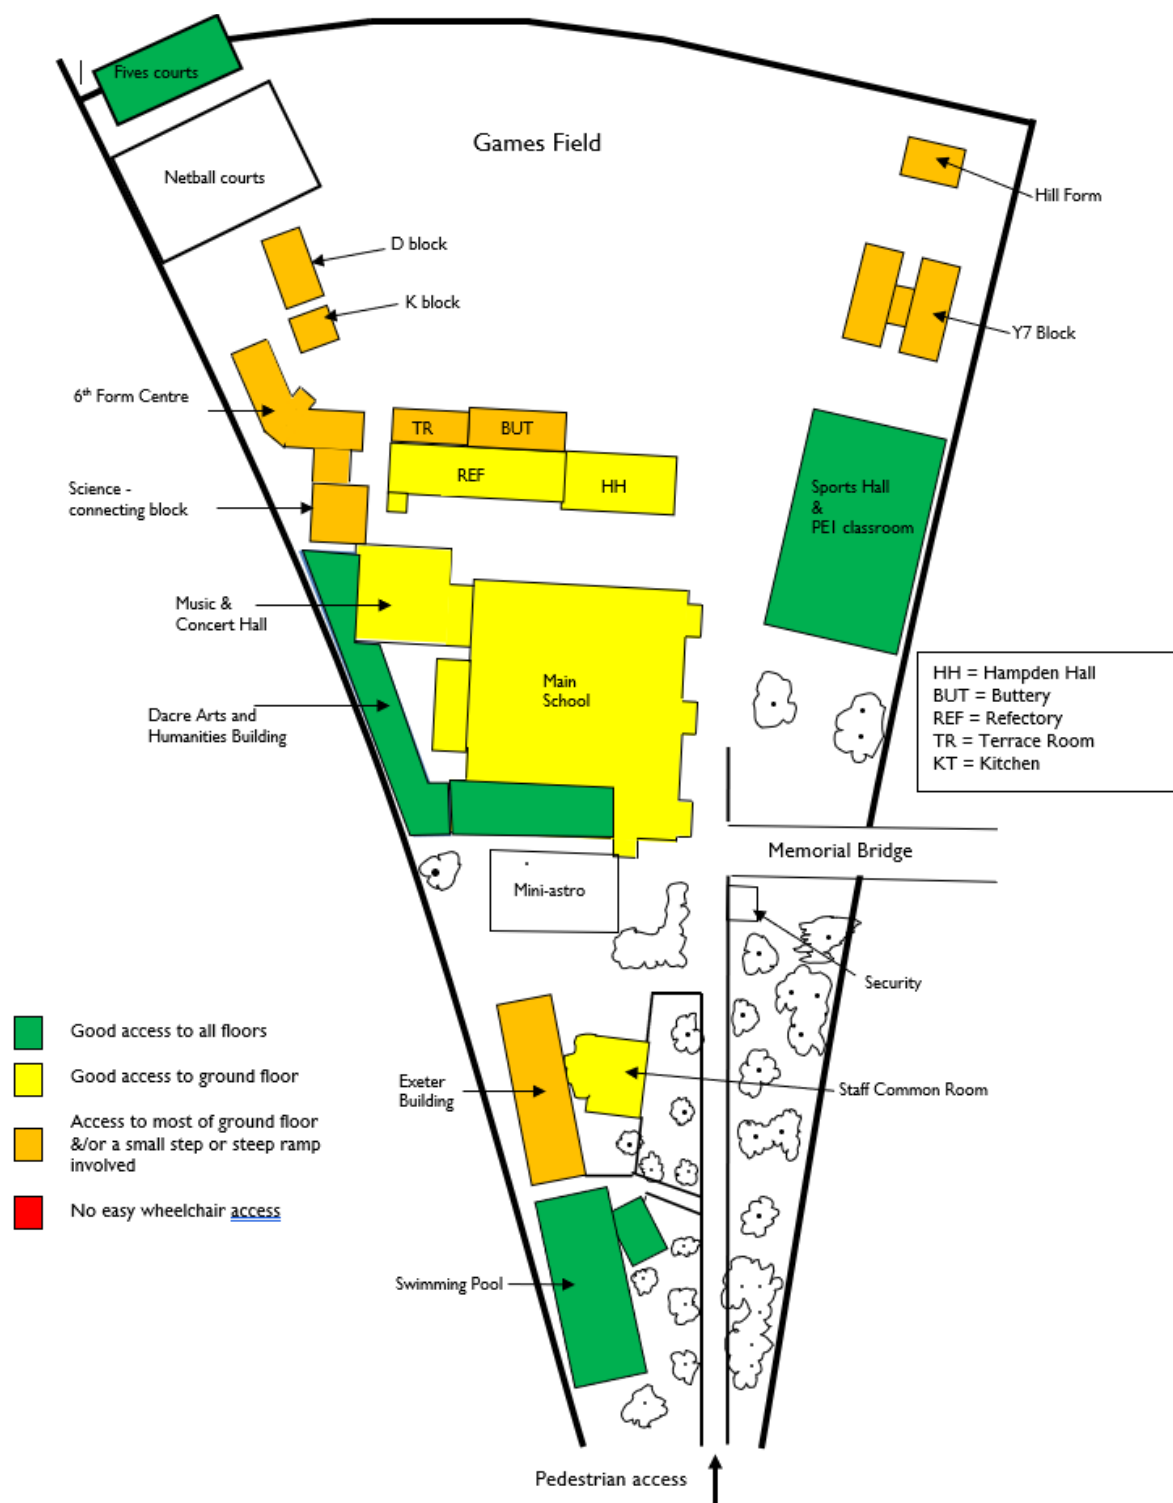 Fives courts
Games Field
Netball courts
Hill Form
D block
K block
Y7 Block
6th Form Centre
TR
BUT
REF
HH
Science -
connecting block
Sports Hall
&
PE1 classroom
Music &
Concert Hall
Main
School
Dacre Arts and
Humanities Building
HH = Hampden Hall
BUT = Buttery
REF = Refectory
TR = Terrace Room
KT = Kitchen
Memorial Bridge
Mini-astro
Security
Good access to all floors
Good access to ground floor
Access to most of ground floor
&/or a small step or steep ramp
involved
No easy wheelchair access
Exeter
Building
Staff Common Room
Swimming Pool
Pedestrian access